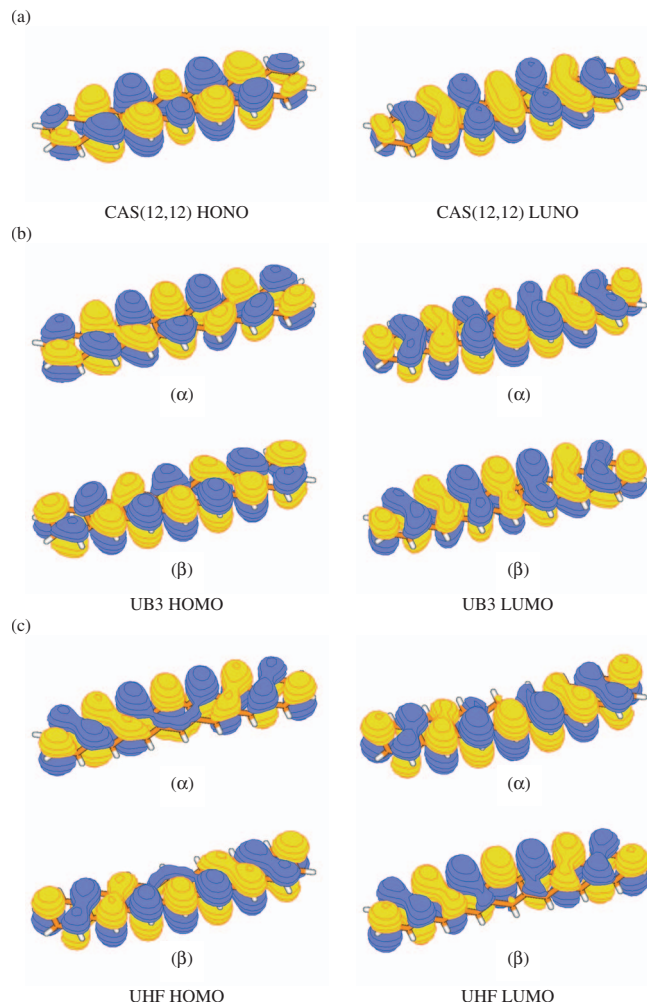 (a)
CAS(12,12) HONO CAS(12,12) LUNO
(b)
(α) (α)
(β) (β)
UB3 HOMO UB3 LUMO
(c)
(α) (α)
(β) (β)
UHF HOMO UHF LUMO